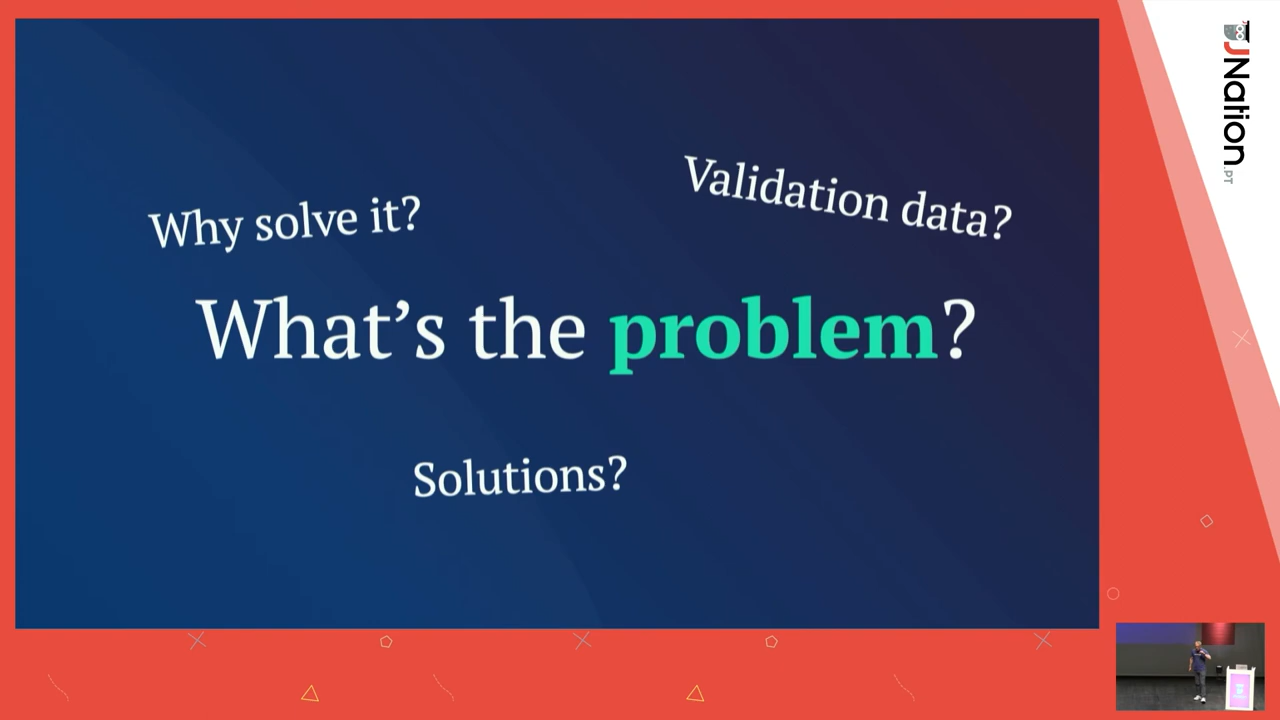 Why solve it?
Validation data?
What's the problem?
Solutions?
JNation
.PT